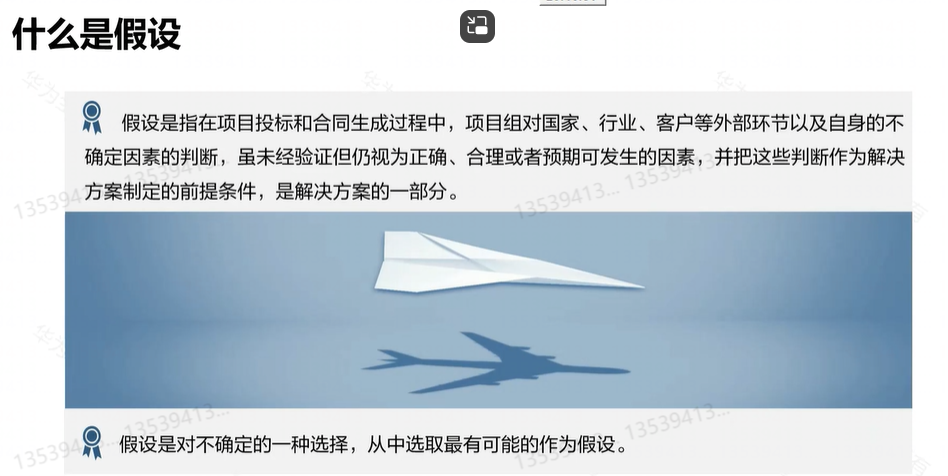 什么是假设
假设是指在项目投标和合同生成过程中，项目组对国家、行业、客户等外部环节以及自身的不
确定因素的判断，虽未经验证但仍视为正确、合理或者预期可发生的因素，并把这些判断作为解决
方案制定的前提条件，是解决方案的一部分。
13539413...
13539413...
13539413...
假设是对不确定的一种选择，从中选取最有可能的作为假设。
13539413...
13539413...
13539413...